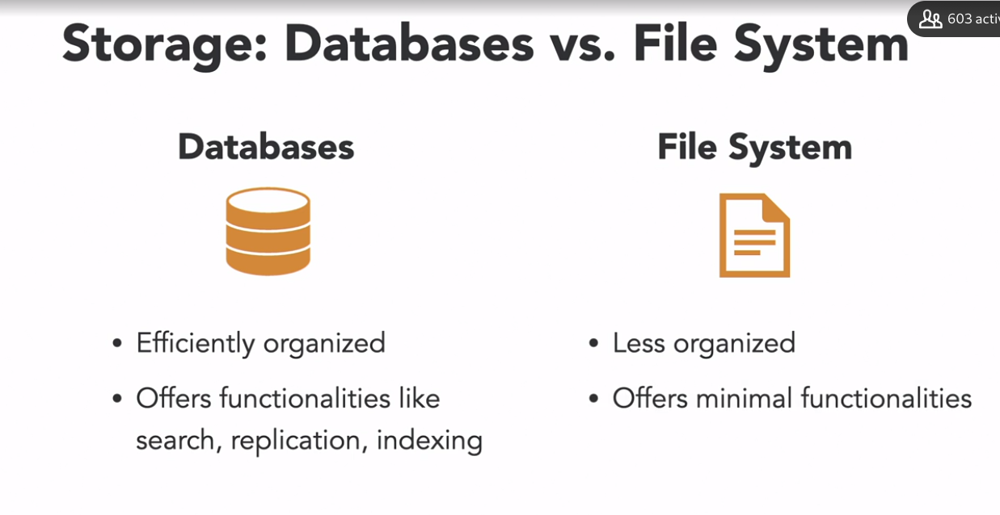 603 activ
Storage: Databases vs. File System
Databases
File System
• Efficiently organized
• Offers functionalities like
search, replication, indexing
• Less organized
• Offers minimal functionalities